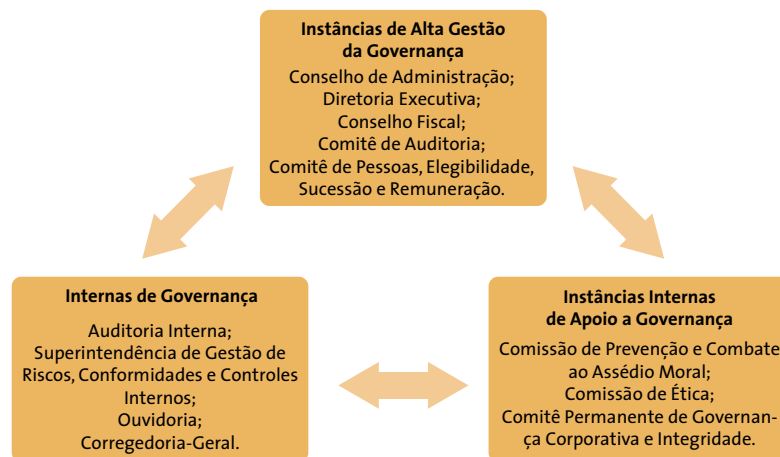 Instâncias de Alta Gestão
da Governança
Conselho de Administração;
Diretoria Executiva;
Conselho Fiscal;
Comitê de Auditoria;
Comitê de Pessoas, Elegibilidade,
Sucessão e Remuneração.
Internas de Governança
Auditoria Interna;
Superintendência de Gestão de
Riscos, Conformidades e Controles
Internos;
Ouvidoria;
Corregedoria-Geral.
Instâncias Internas
de Apoio a Governança
Comissão de Prevenção e Combate
ao Assédio Moral;
Comissão de Ética;
Comitê Permanente de Governan-
ça Corporativa e Integridade.